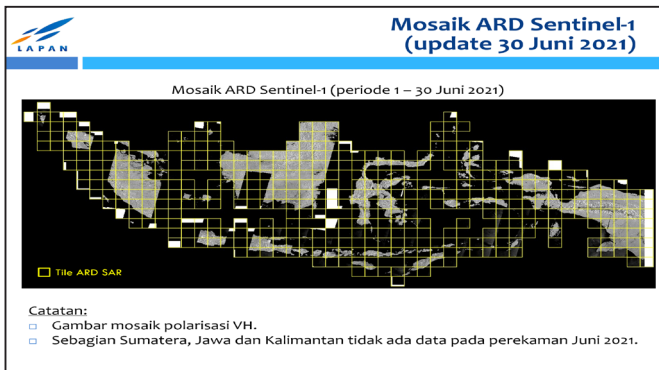 LAPAN
Mosaik ARD Sentinel-1
(update 30 Juni 2021)
Mosaik ARD Sentinel-1 (periode 1 – 30 Juni 2021)
Tile ARD SAR
Catatan:
Gambar mosaik polarisasi VH.
Sebagian Sumatera, Jawa dan Kalimantan tidak ada data pada perekaman Juni 2021.